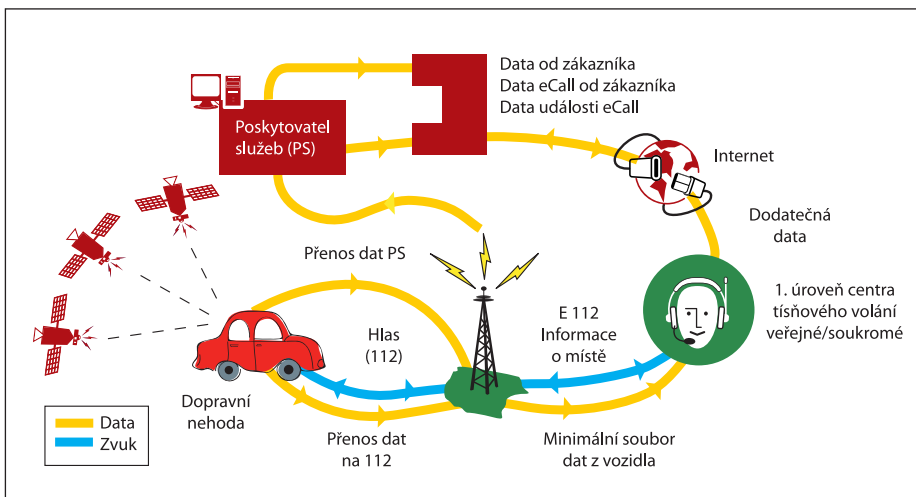 Data od zákazníka
Data eCall od zákazníka
Data události eCall
Poskytovatel
služeb (PS)
Internet
Dodatečná
data
Přenos dat PS
1. úroveň centra
tísňového volání
veřejné/soukromé
E 112
Informace
o místě
Hlas
(112)
Dopravní
nehoda
Přenos dat
na 112
Minimální soubor
dat z vozidla
Data
Zvuk